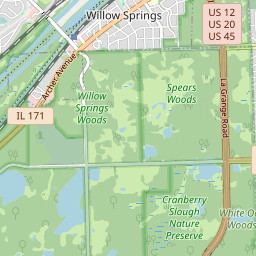 Willow Springs
US 12
US 20
US 45
Archer Avenue
La Grange Road
Spears
Woods
Willow
Springs
Woods
IL 171
Cranberry
Slough
Nature
Preserve
White Oa
Woods